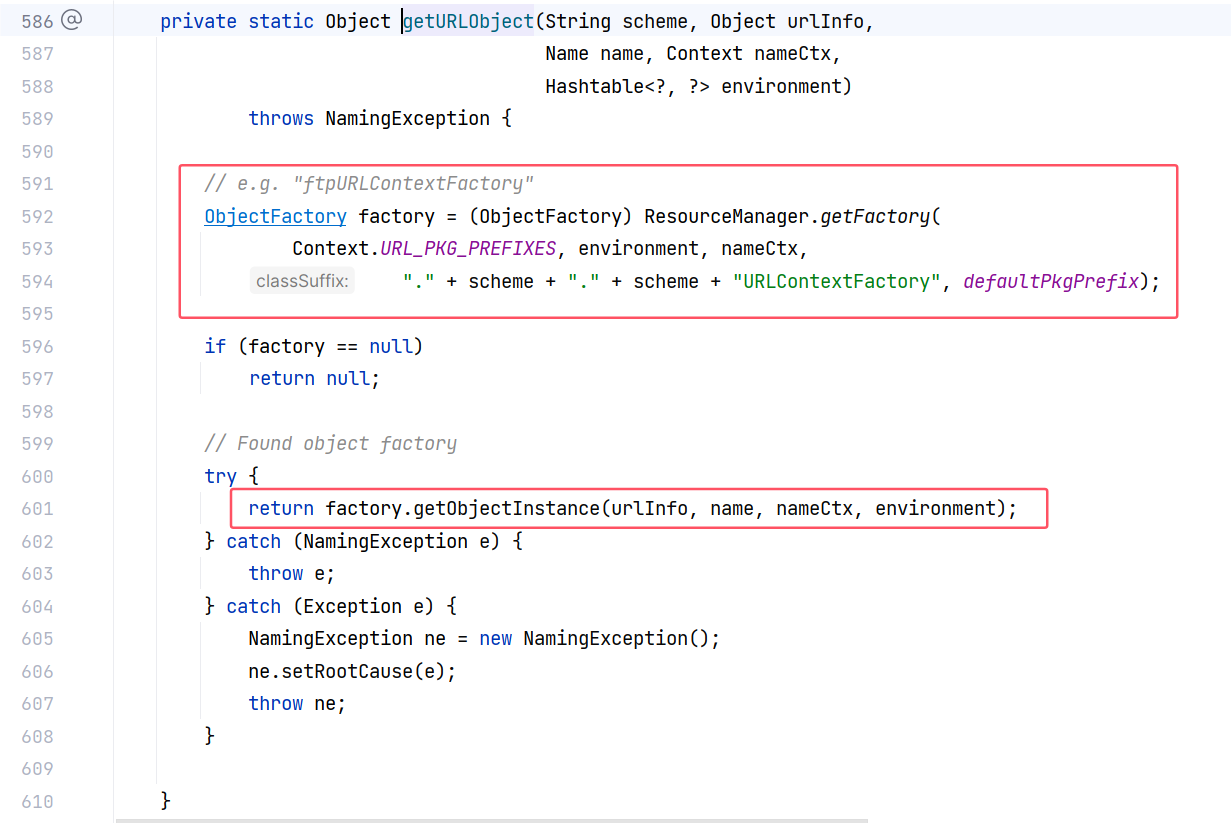 586 @ private static Object getURLObject(String scheme, Object urlInfo,
587 Name name, Context nameCtx,
588 Hashtable<?, ?> environment)
589 throws NamingException {
590
591 // e.g. "ftpURLContextFactory"
592 ObjectFactory factory = (ObjectFactory) ResourceManager.getFactory(
593 Context.URL_PKG_PREFIXES, environment, nameCtx,
594 classSuffix: "." + scheme + "." + scheme + "URLContextFactory", defaultPkgPrefix);
595
596 if (factory == null)
597 return null;
598
599 // Found object factory
600 try {
601 return factory.getObjectInstance(urlInfo, name, nameCtx, environment);
602 } catch (NamingException e) {
603 throw e;
604 } catch (Exception e) {
605 NamingException ne = new NamingException();
606 ne.setRootCause(e);
607 throw ne;
608 }
609
610 }